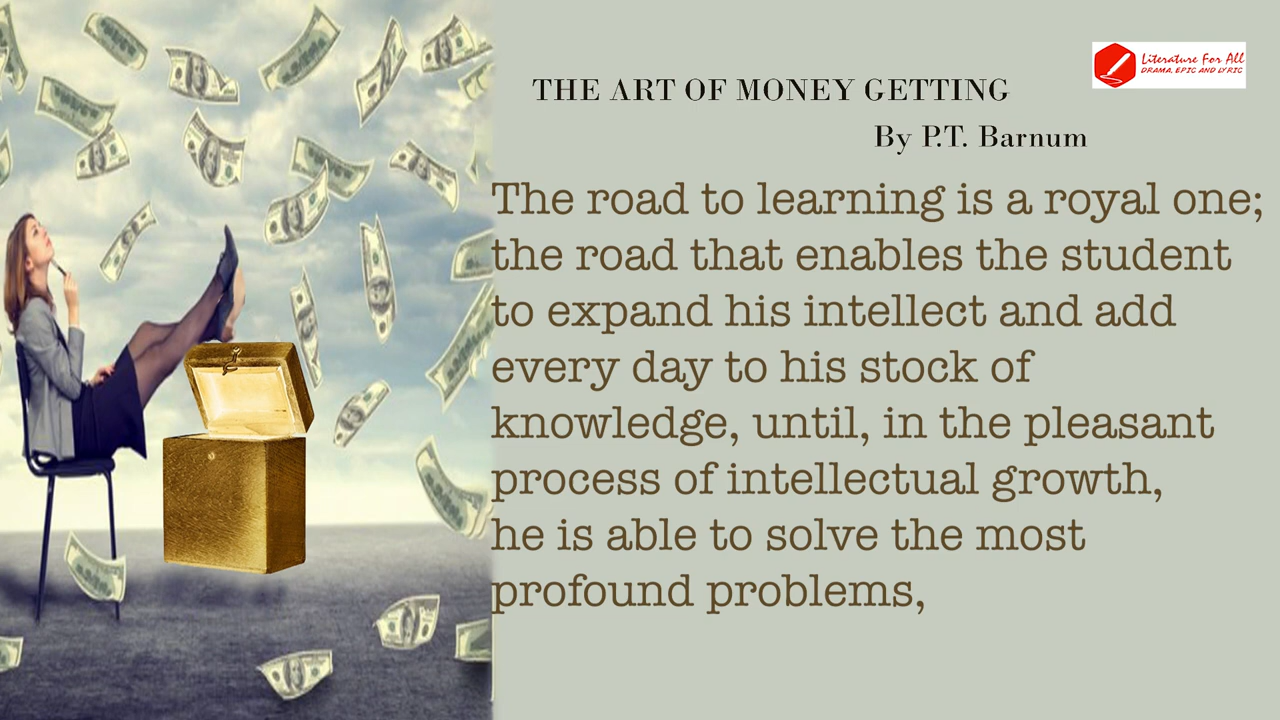 Literature For All
DRAMA, EPIC AND LYRIC
THE ART OF MONEY GETTING
By P.T. Barnum
The road to learning is a royal one;
the road that enables the student
to expand his intellect and add
every day to his stock of
knowledge, until, in the pleasant
process of intellectual growth,
he is able to solve the most
profound problems,